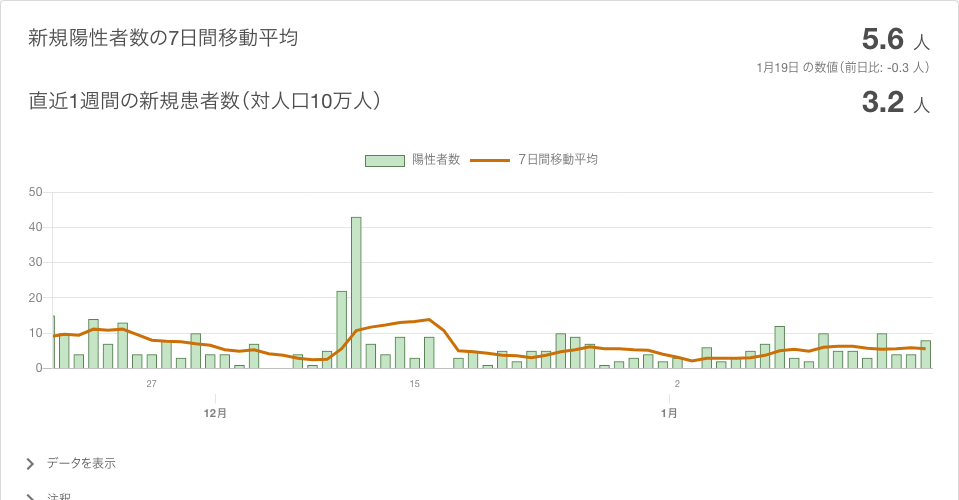 新規陽性者数の7日間移動平均
5.6 人
1月19日 の数値（前日比: -0.3 人）
直近1週間の新規患者数（対人口10万人）
3.2 人
陽性者数 7日間移動平均
50
40
30
20
10
0
27 15 2
12月 1月
データを表示
注釈